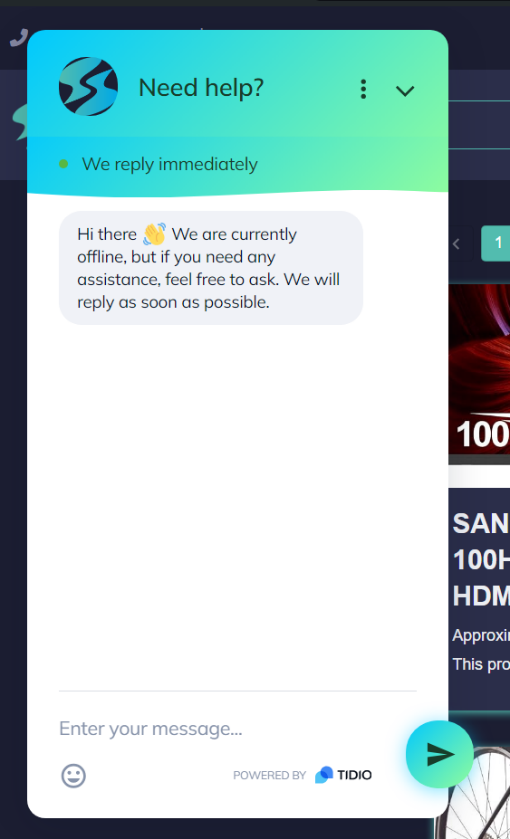 Need help?
We reply immediately
Hi there 👋 We are currently
offline, but if you need any
assistance, feel free to ask. We will
reply as soon as possible.
1
100
SAN
100H
HDM
Approxi
This pro
Enter your message...
POWERED BY TIDIO